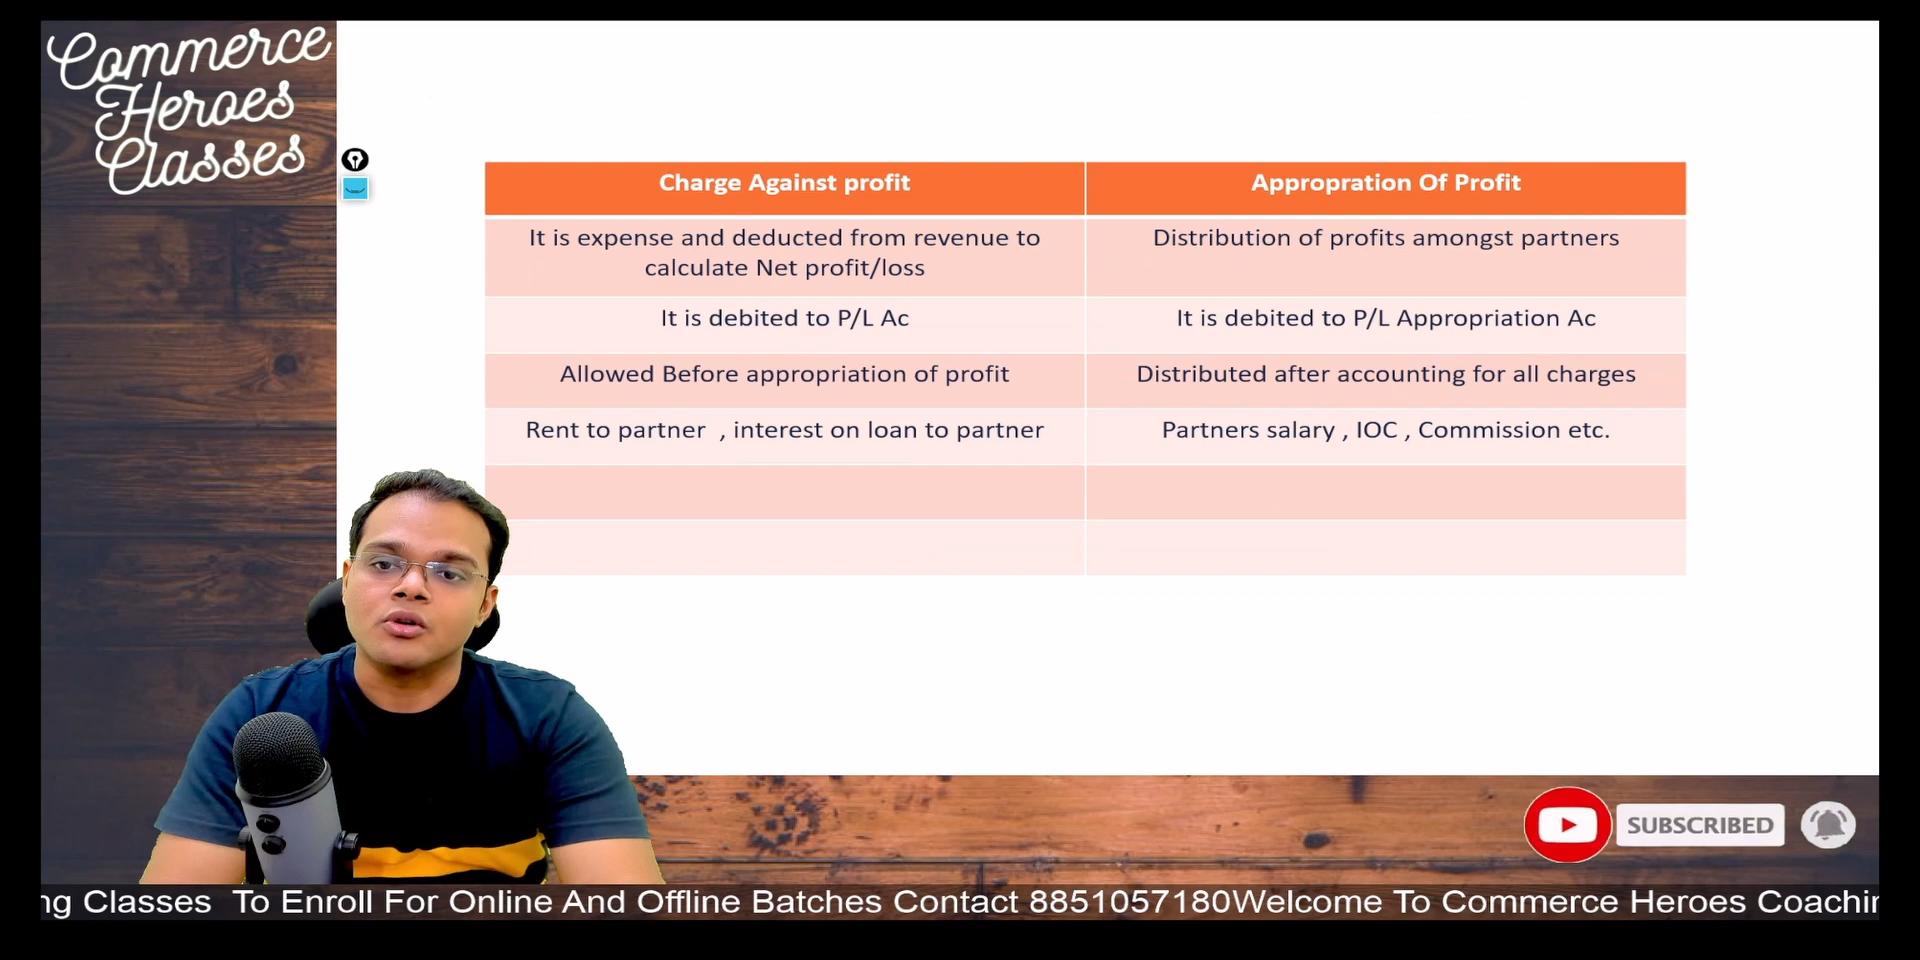 Commerce
Heroes
Classes
Charge Against profit
Appropration Of Profit
It is expense and deducted from revenue to
calculate Net profit/loss
Distribution of profits amongst partners
It is debited to P/L Ac
It is debited to P/L Appropriation Ac
Allowed Before appropriation of profit
Distributed after accounting for all charges
Rent to partner , interest on loan to partner
Partners salary , IOC , Commission etc.
SUBSCRIBED
ng Classes To Enroll For Online And Offline Batches Contact 8851057180Welcome To Commerce Heroes Coachin